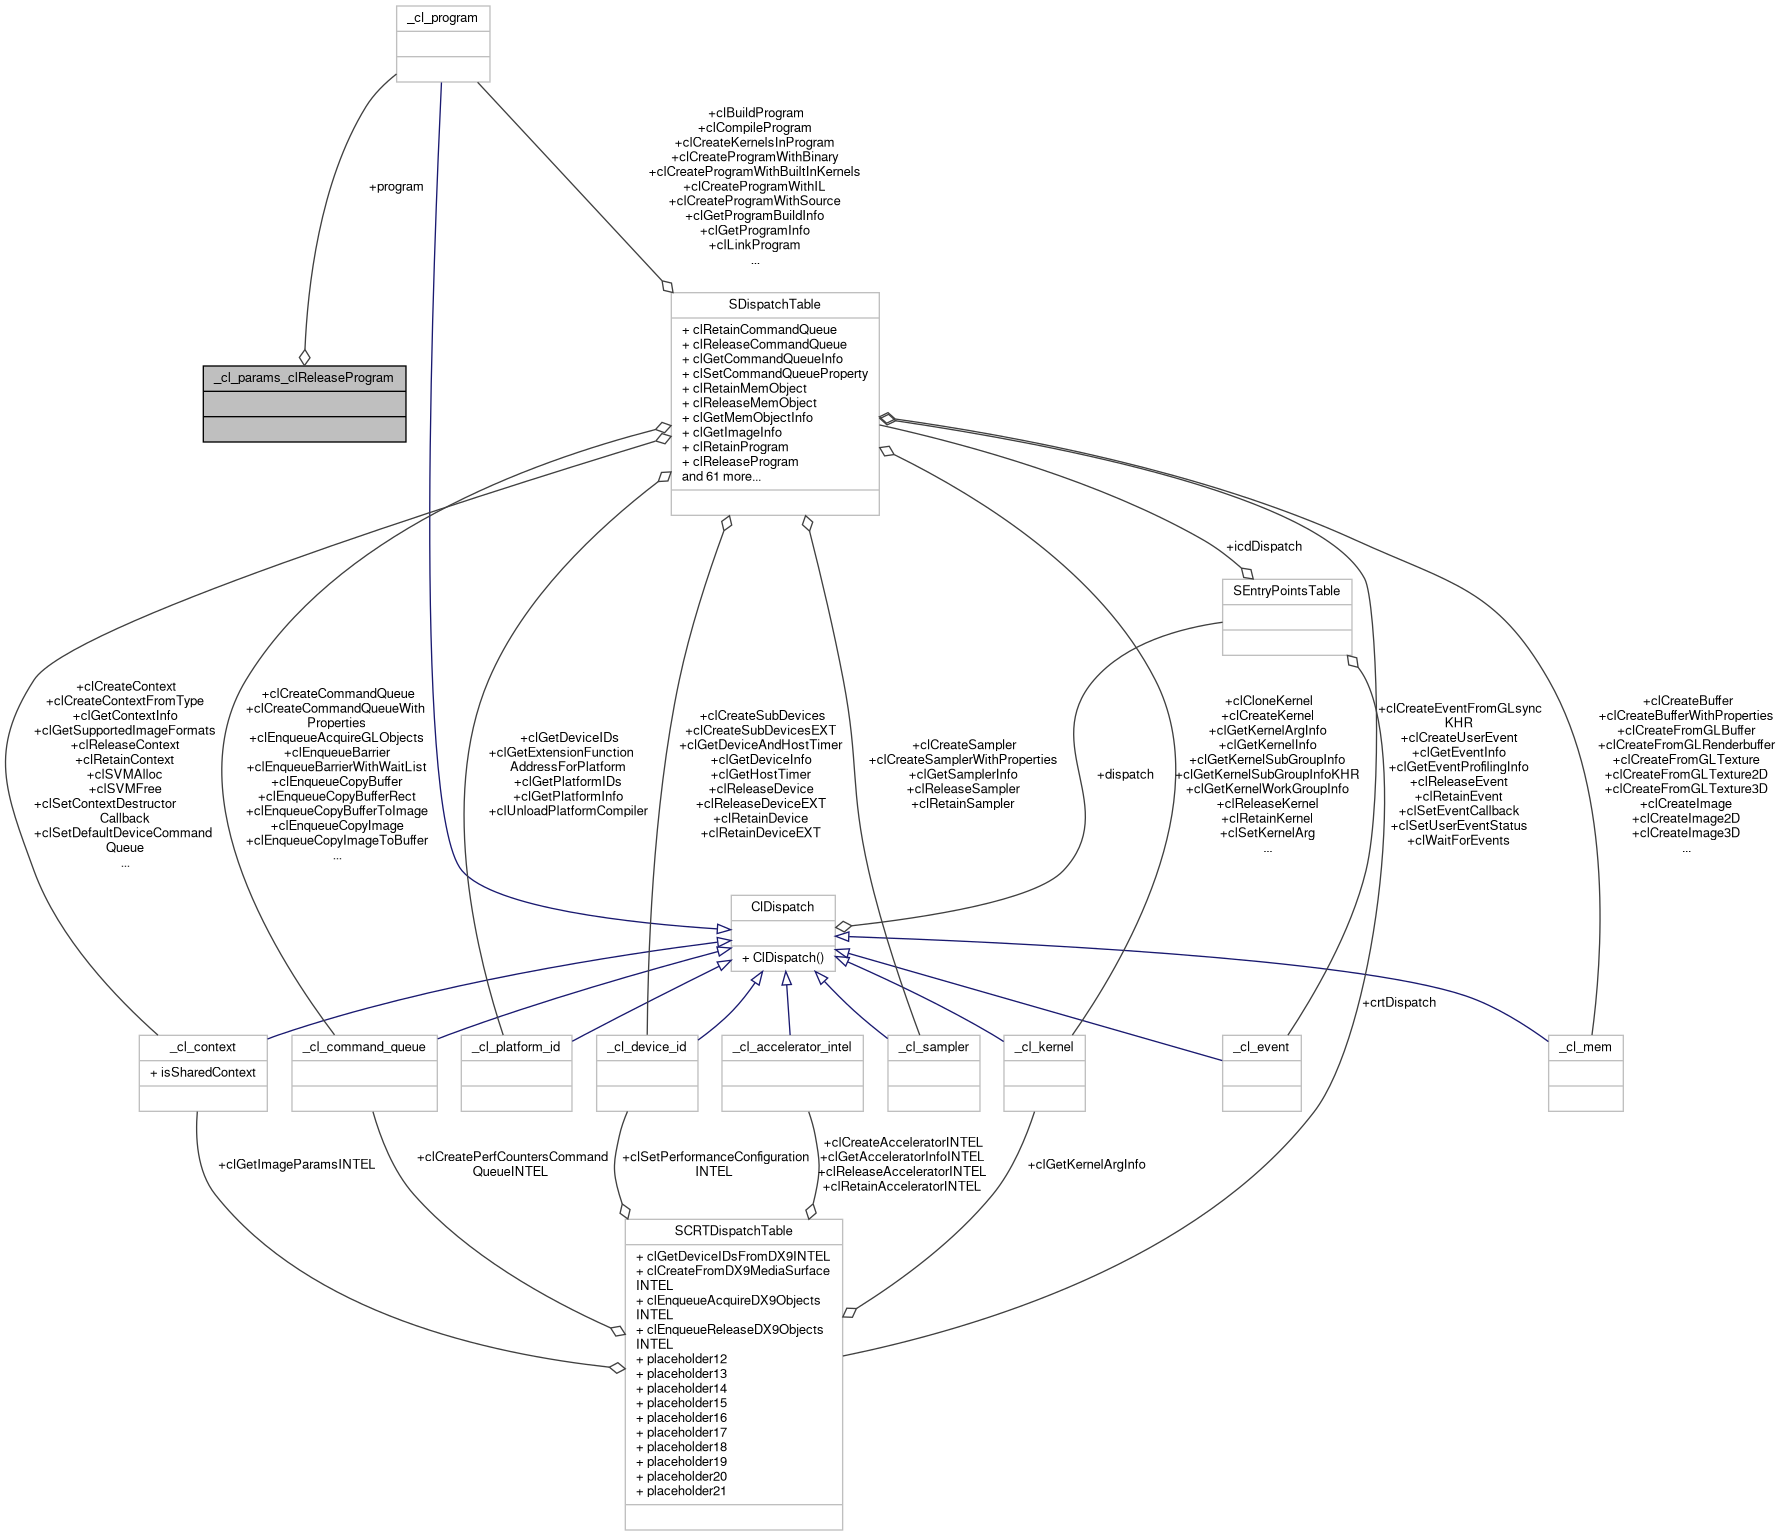 _cl_program
+clBuildProgram
+clCompileProgram
+clCreateKernelsInProgram
+clCreateProgramWithBinary
+clCreateProgramWithBuiltInKernels
+clCreateProgramWithIL
+clCreateProgramWithSource
+clGetProgramBuildInfo
+clGetProgramInfo
+clLinkProgram
...
+program
SDispatchTable
+ clRetainCommandQueue
+ clReleaseCommandQueue
+ clGetCommandQueueInfo
+ clSetCommandQueueProperty
+ clRetainMemObject
+ clReleaseMemObject
+ clGetMemObjectInfo
+ clGetImageInfo
+ clRetainProgram
+ clReleaseProgram
and 61 more...
_cl_params_clReleaseProgram
+icdDispatch
SEntryPointsTable
+clCreateContext
+clCreateContextFromType
+clGetContextInfo
+clGetSupportedImageFormats
+clReleaseContext
+clRetainContext
+clSVMAlloc
+clSVMFree
+clSetContextDestructor
Callback
+clSetDefaultDeviceCommand
Queue
...
+clCreateCommandQueue
+clCreateCommandQueueWith
Properties
+clEnqueueAcquireGLObjects
+clEnqueueBarrier
+clEnqueueBarrierWithWaitList
+clEnqueueCopyBuffer
+clEnqueueCopyBufferRect
+clEnqueueCopyBufferToImage
+clEnqueueCopyImage
+clEnqueueCopyImageToBuffer
...
+clGetDeviceIDs
+clGetExtensionFunction
AddressForPlatform
+clGetPlatformIDs
+clGetPlatformInfo
+clUnloadPlatformCompiler
+clCreateSubDevices
+clCreateSubDevicesEXT
+clGetDeviceAndHostTimer
+clGetDeviceInfo
+clGetHostTimer
+clReleaseDevice
+clReleaseDeviceEXT
+clRetainDevice
+clRetainDeviceEXT
+clCreateSampler
+clCreateSamplerWithProperties
+clGetSamplerInfo
+clReleaseSampler
+clRetainSampler
+dispatch
+clCloneKernel
+clCreateKernel
+clGetKernelArgInfo
+clGetKernelInfo
+clGetKernelSubGroupInfo
+clGetKernelSubGroupInfoKHR
+clGetKernelWorkGroupInfo
+clReleaseKernel
+clRetainKernel
+clSetKernelArg
...
+clCreateEventFromGLsync
KHR
+clCreateUserEvent
+clGetEventInfo
+clGetEventProfilingInfo
+clReleaseEvent
+clRetainEvent
+clSetEventCallback
+clSetUserEventStatus
+clWaitForEvents
+clCreateBuffer
+clCreateBufferWithProperties
+clCreateFromGLBuffer
+clCreateFromGLRenderbuffer
+clCreateFromGLTexture
+clCreateFromGLTexture2D
+clCreateFromGLTexture3D
+clCreateImage
+clCreateImage2D
+clCreateImage3D
...
ClDispatch
+ ClDispatch()
+crtDispatch
_cl_context
+ isSharedContext
_cl_command_queue
_cl_platform_id
_cl_device_id
_cl_accelerator_intel
_cl_sampler
_cl_kernel
_cl_event
_cl_mem
+clGetImageParamsINTEL
+clCreatePerfCountersCommand
QueueINTEL
+clSetPerformanceConfiguration
INTEL
+clCreateAcceleratorINTEL
+clGetAcceleratorInfoINTEL
+clReleaseAcceleratorINTEL
+clRetainAcceleratorINTEL
+clGetKernelArgInfo
SCRTDispatchTable
+ clGetDeviceIDsFromDX9INTEL
+ clCreateFromDX9MediaSurface
INTEL
+ clEnqueueAcquireDX9Objects
INTEL
+ clEnqueueReleaseDX9Objects
INTEL
+ placeholder12
+ placeholder13
+ placeholder14
+ placeholder15
+ placeholder16
+ placeholder17
+ placeholder18
+ placeholder19
+ placeholder20
+ placeholder21